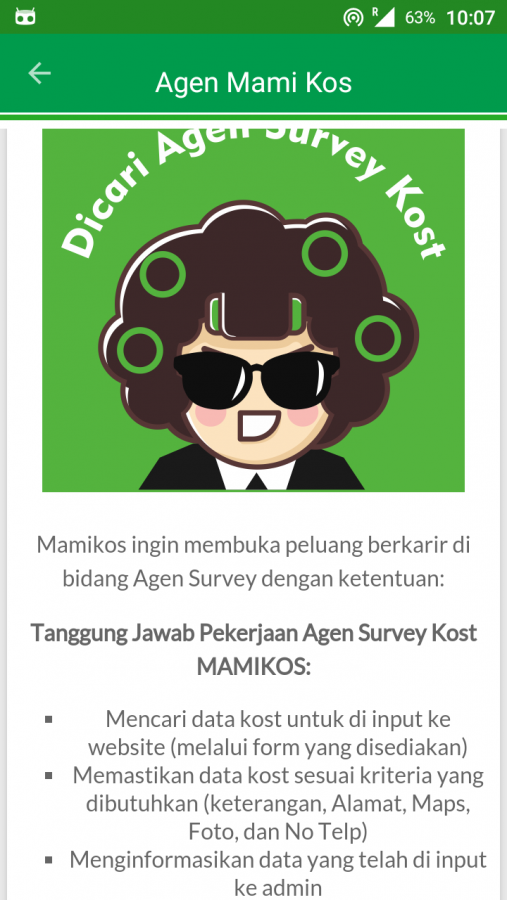 R 63% 10:07
Agen Mami Kos
Dicari Agen Survey Kost
Mamikos ingin membuka peluang berkarir di
bidang Agen Survey dengan ketentuan:
Tanggung Jawab Pekerjaan Agen Survey Kost
MAMIKOS:
Mencari data kost untuk di input ke
website (melalui form yang disediakan)
Memastikan data kost sesuai kriteria yang
dibutuhkan (keterangan, Alamat, Maps,
Foto, dan No Telp)
Menginformasikan data yang telah di input
ke admin